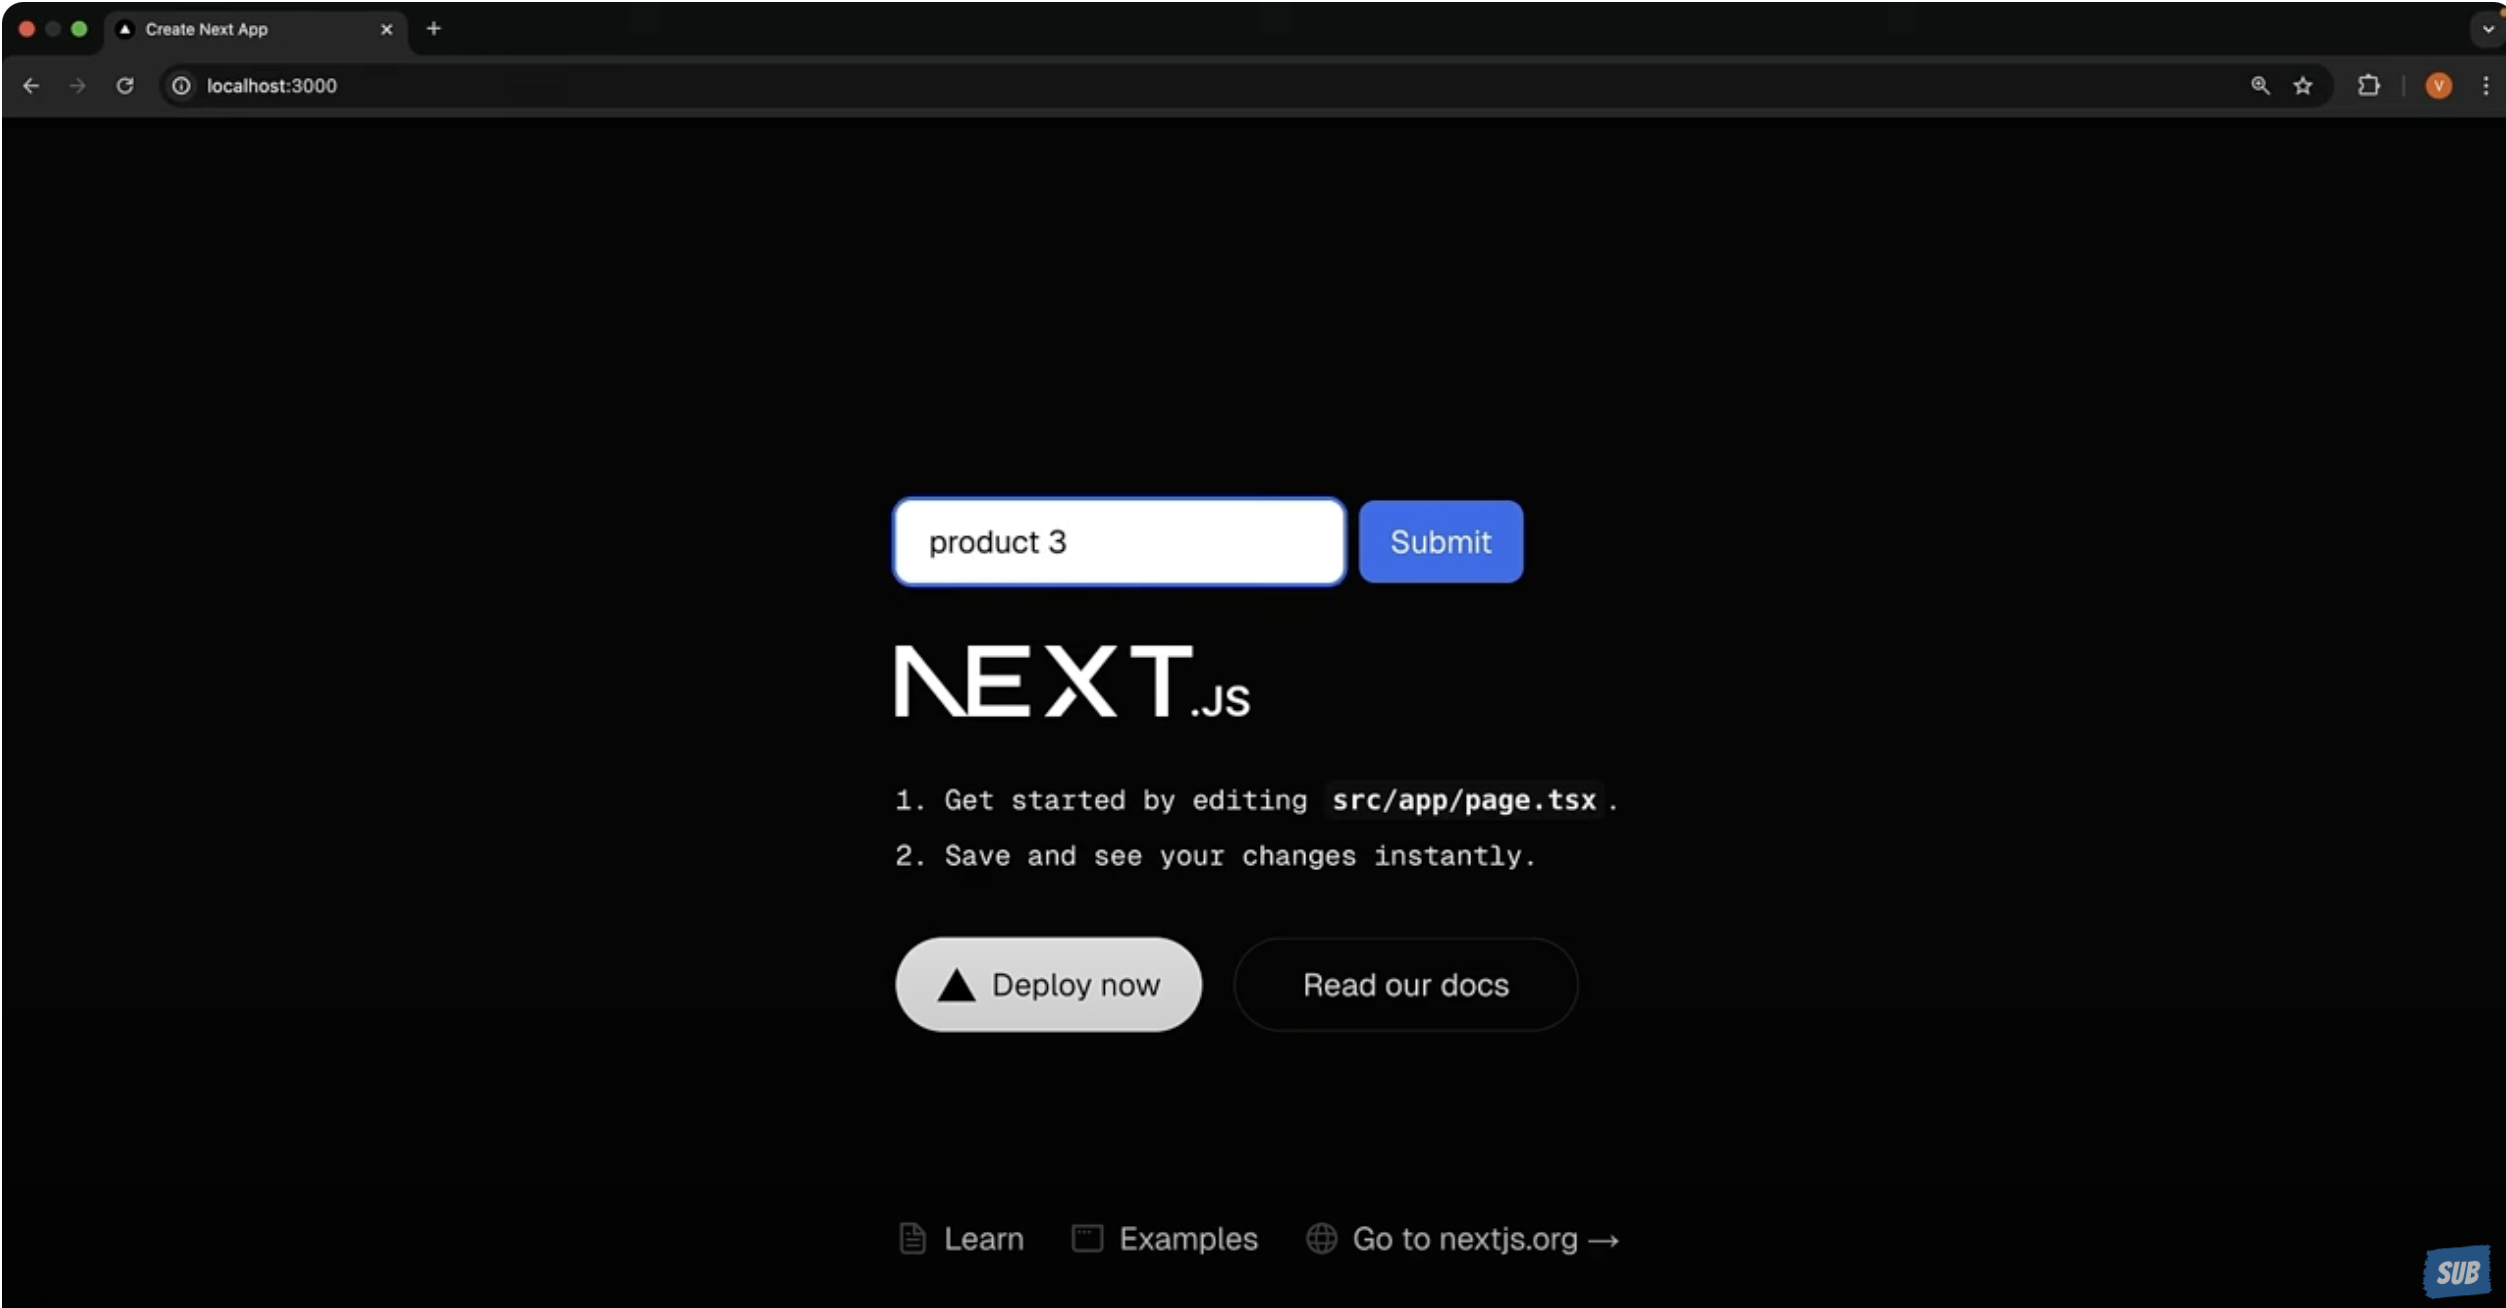 Create Next App
localhost:3000
V
product 3
Submit
NEXT.JS
1. Get started by editing src/app/page.tsx.
2. Save and see your changes instantly.
Deploy now
Read our docs
Learn
Examples
Go to nextjs.org →
SUB